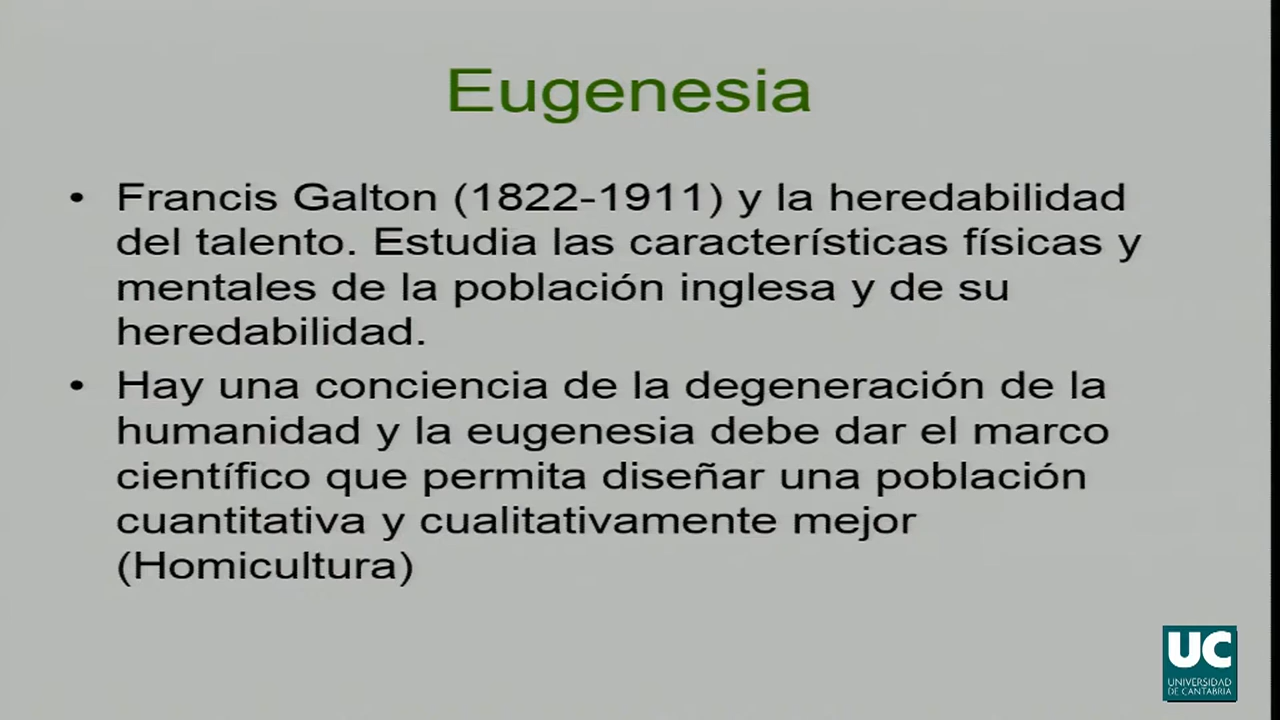 Eugenesia
• Francis Galton (1822-1911) y la heredabilidad
del talento. Estudia las características físicas y
mentales de la población inglesa y de su
heredabilidad.
• Hay una conciencia de la degeneración de la
humanidad y la eugenesia debe dar el marco
científico que permita diseñar una población
cuantitativa y cualitativamente mejor
(Homicultura)
UC
UNIVERSIDAD
DE CANTABRIA